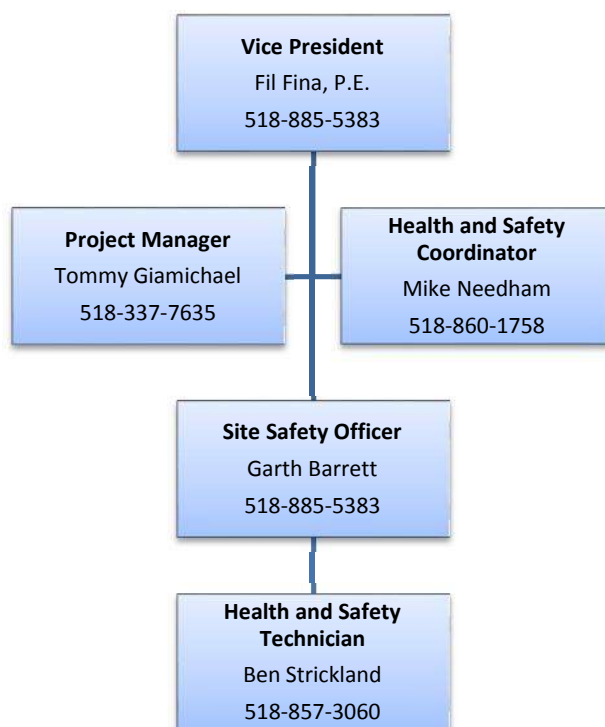 Vice President
Fil Fina, P.E.
518-885-5383
Project Manager
Tommy Giamichael
518-337-7635
Health and Safety
Coordinator
Mike Needham
518-860-1758
Site Safety Officer
Garth Barrett
518-885-5383
Health and Safety
Technician
Ben Strickland
518-857-3060